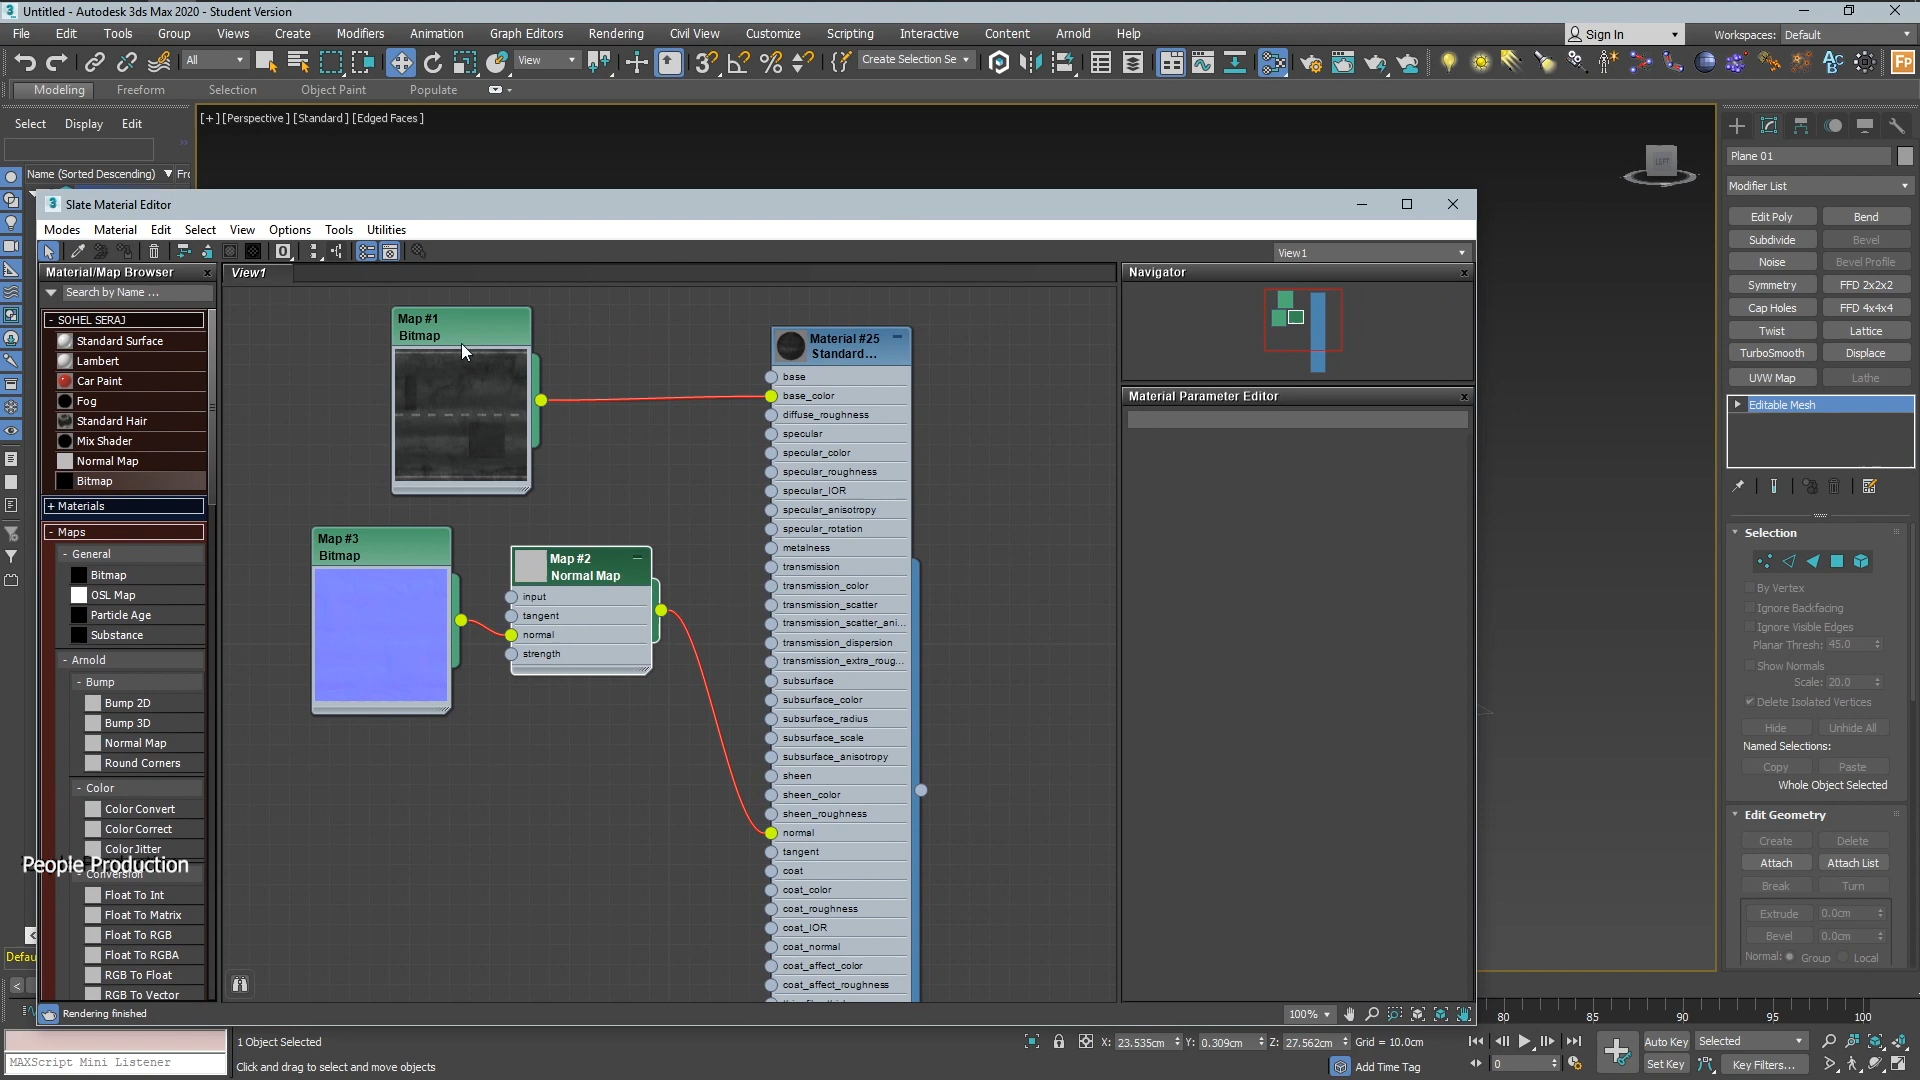 Untitled - Autodesk 3ds Max 2020 - Student Version
File Edit Tools Group Views Create Modifiers Animation Graph Editors Rendering Civil View Customize Scripting Interactive Content Arnold Help Sign In Workspaces: Default
All View Create Selection Se
Modeling Freeform Selection Object Paint Populate
Select Display Edit [+] [Perspective ] [Standard ] [Edged Faces ]
Name (Sorted Descending) Fro
LEFT
Plane 01
Modifier List
Edit Poly Bend
Subdivide Bevel
Noise Bevel Profile
Symmetry FFD 2x2x2
Cap Holes FFD 4x4x4
Twist Lattice
TurboSmooth Displace
UVW Map Lathe
Editable Mesh
Selection
By Vertex
Ignore Backfacing
Ignore Visible Edges
Planar Thresh: 45.0
Show Normals
Scale: 20.0
Delete Isolated Vertices
Hide Unhide All
Named Selections:
Copy Paste
Whole Object Selected
Edit Geometry
Create Delete
Attach Attach List
Break Turn
Extrude 0.0cm
Bevel 0.0cm
Normal: Group Local
Slate Material Editor
Modes Material Edit Select View Options Tools Utilities
View1
Material/Map Browser
Search by Name ...
- SOHEL SERAJ
Standard Surface
Lambert
Car Paint
Fog
Standard Hair
Mix Shader
Normal Map
Bitmap
+ Materials
- Maps
- General
Bitmap
OSL Map
Particle Age
Substance
- Arnold
- Bump
Bump 2D
Bump 3D
Normal Map
Round Corners
- Color
Color Convert
Color Correct
Color Jitter
People Production
Conversion
Float To Int
Float To Matrix
Float To RGB
Float To RGBA
RGB To Float
RGB To Vector
View1
Map #1
Bitmap
Map #3
Bitmap
Map #2
Normal Map
input
tangent
normal
strength
Material #25
Standard...
base
base_color
diffuse_roughness
specular
specular_color
specular_roughness
specular_IOR
specular_anisotropy
specular_rotation
metalness
transmission
transmission_color
transmission_scatter
transmission_scatter_ani...
transmission_dispersion
transmission_extra_roug...
subsurface
subsurface_color
subsurface_radius
subsurface_scale
subsurface_anisotropy
sheen
sheen_color
sheen_roughness
normal
tangent
coat
coat_color
coat_roughness
coat_IOR
coat_normal
coat_affect_color
coat_affect_roughness
Navigator
Material Parameter Editor
Defau
Rendering finished
100%
80 85 90 95 100
1 Object Selected
X: 23.535cm Y: 0.309cm Z: 27.562cm Grid = 10.0cm
Auto Key Selected
MAXScript Mini Listener
Click and drag to select and move objects
Add Time Tag
0
Set Key Key Filters...